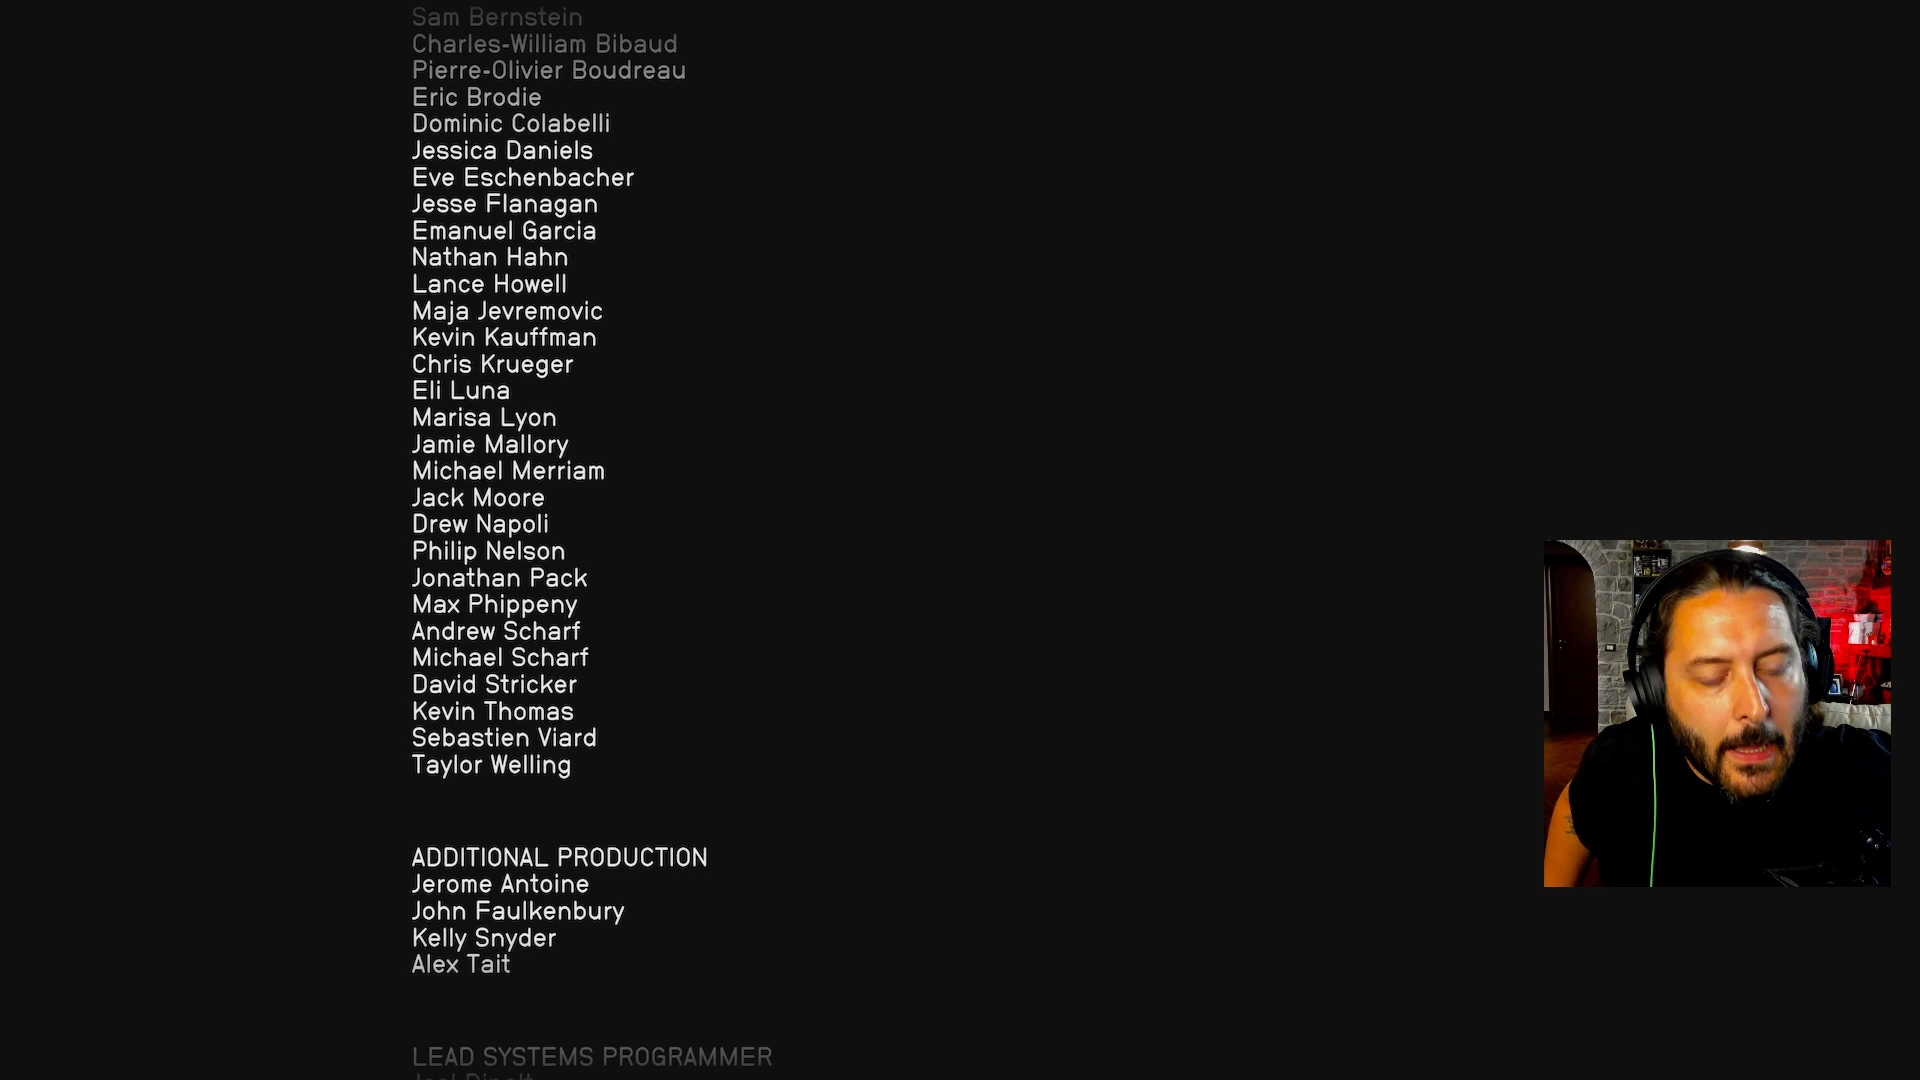 Sam Bernstein
Charles-William Bibaud
Pierre-Olivier Boudreau
Eric Brodie
Dominic Colabelli
Jessica Daniels
Eve Eschenbacher
Jesse Flanagan
Emanuel Garcia
Nathan Hahn
Lance Howell
Maja Jevremovic
Kevin Kauffman
Chris Krueger
Eli Luna
Marisa Lyon
Jamie Mallory
Michael Merriam
Jack Moore
Drew Napoli
Philip Nelson
Jonathan Pack
Max Phippeny
Andrew Scharf
Michael Scharf
David Stricker
Kevin Thomas
Sebastien Viard
Taylor Welling
ADDITIONAL PRODUCTION
Jerome Antoine
John Faulkenbury
Kelly Snyder
Alex Tait
LEAD SYSTEMS PROGRAMMER